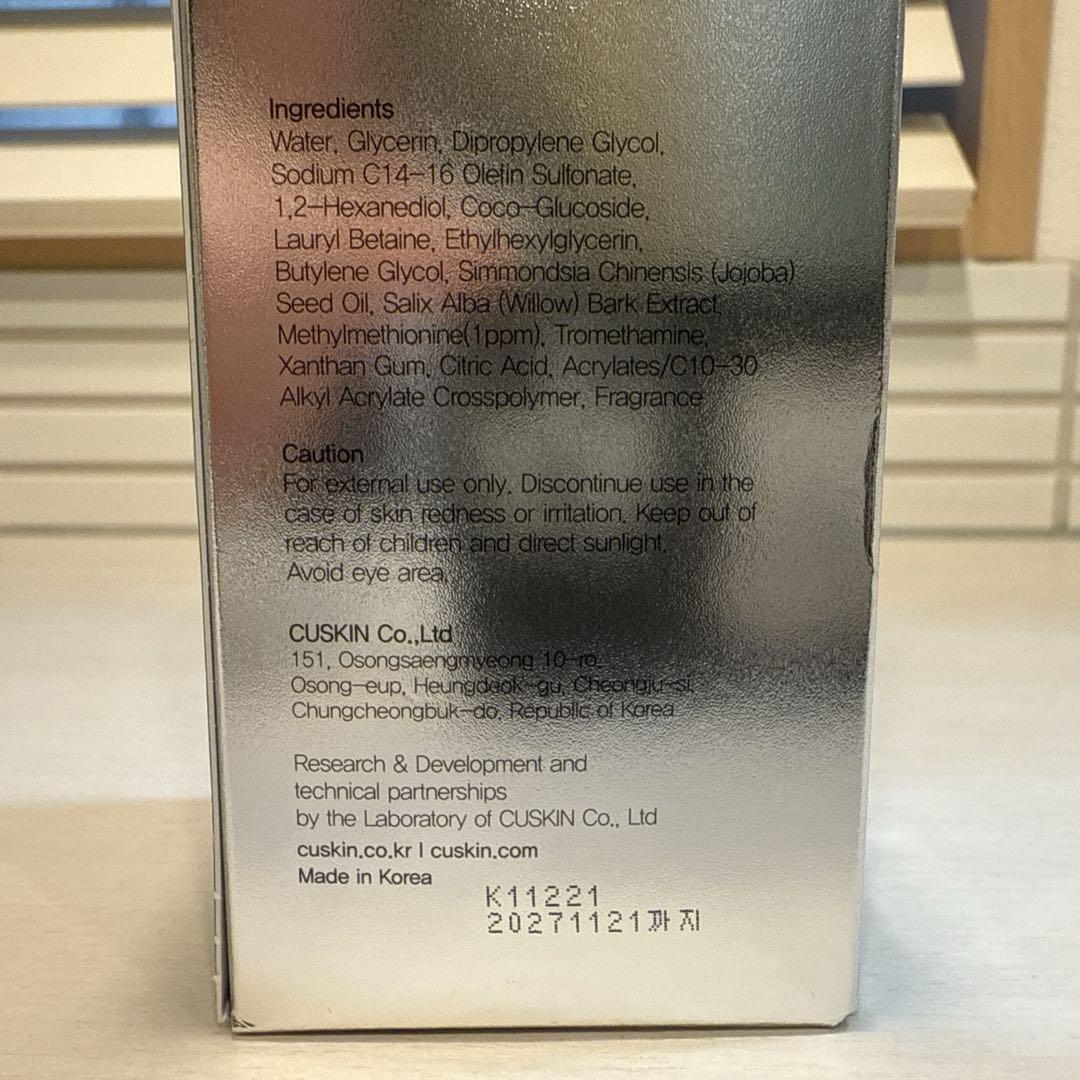 Ingredients
Water, Glycerin, Dipropylene Glycol,
Sodium C14-16 Olefin Sulfonate,
1,2-Hexanediol, Coco-Glucoside,
Lauryl Betaine, Ethylhexylglycerin,
Butylene Glycol, Simmondsia Chinensis (Jojoba)
Seed Oil, Salix Alba (Willow) Bark Extract,
Methylmethionine(1ppm), Tromethamine,
Xanthan Gum, Citric Acid, Acrylates/C10-30
Alkyl Acrylate Crosspolymer, Fragrance
Caution
For external use only. Discontinue use in the
case of skin redness or irritation. Keep out of
reach of children and direct sunlight.
Avoid eye area.
CUSKIN Co.,Ltd
151, Osongsaengmyeong 10-ro,
Osong-eup, Heungdeok-gu, Cheongju-si,
Chungcheongbuk-do, Republic of Korea
Research & Development and
technical partnerships
by the Laboratory of CUSKIN Co., Ltd
cuskin.co.kr l cuskin.com
Made in Korea
K11221
20271121까지